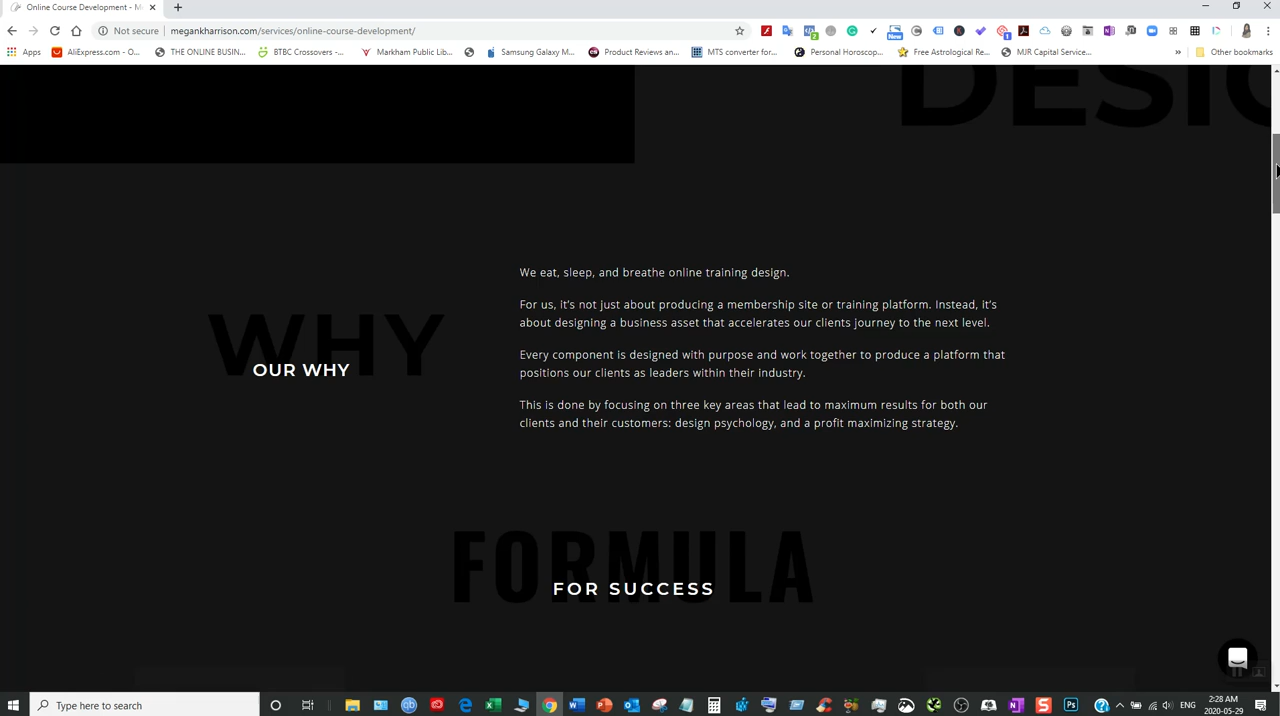 Online Course Development - M
Not secure
megankharrison.com/services/online-course-development/
Apps
AliExpress.com - O...
THE ONLINE BUSIN...
BTBC Crossovers -...
Markham Public Lib...
Samsung Galaxy M...
Product Reviews an...
MTS converter for...
Personal Horoscop...
Free Astrological Re...
MJR Capital Service...
Other bookmarks
DESIG
We eat, sleep, and breathe online training design.
For us, it's not just about producing a membership site or training platform. Instead, it's
about designing a business asset that accelerates our clients journey to the next level.
WHY
OUR WHY
Every component is designed with purpose and work together to produce a platform that
positions our clients as leaders within their industry.
This is done by focusing on three key areas that lead to maximum results for both our
clients and their customers: design psychology, and a profit maximizing strategy.
FORMULA
FOR SUCCESS
Type here to search
ENG
2:28 AM
2020-05-29